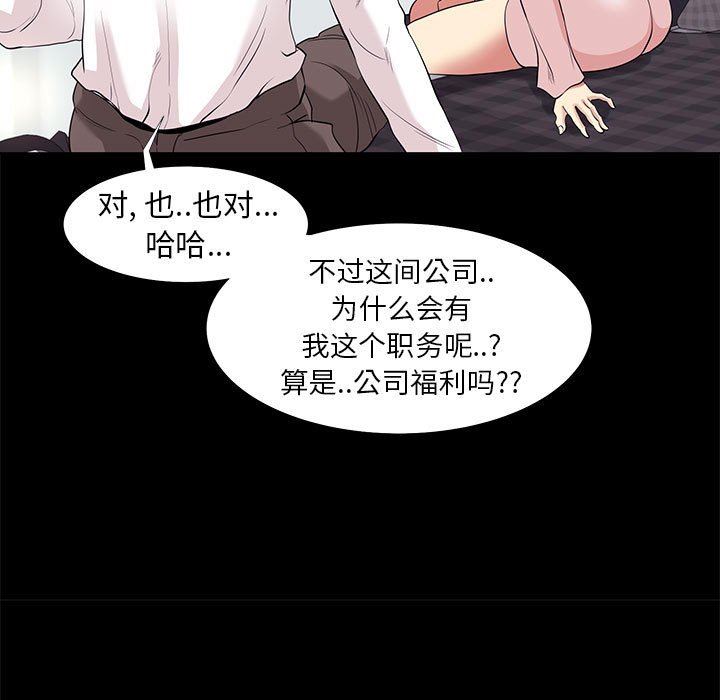 对, 也..也对...
哈哈...
不过这间公司..
为什么会有
我这个职务呢..?
算是..公司福利吗??